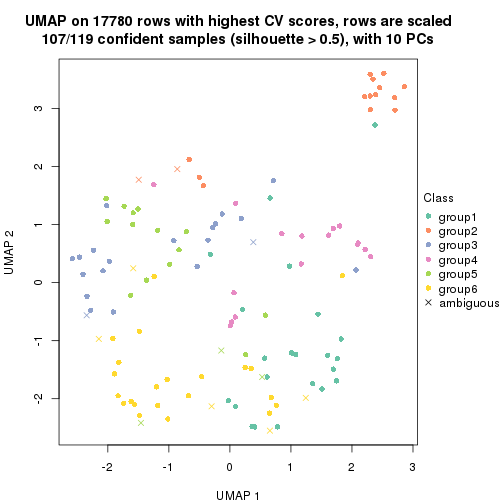 UMAP on 17780 rows with highest CV scores, rows are scaled
107/119 confident samples (silhouette > 0.5), with 10 PCs
3
2
1
0
-1
-2
UMAP 2
-2
-1
0
1
2
3
UMAP 1
Class
group1
group2
group3
group4
group5
group6
ambiguous